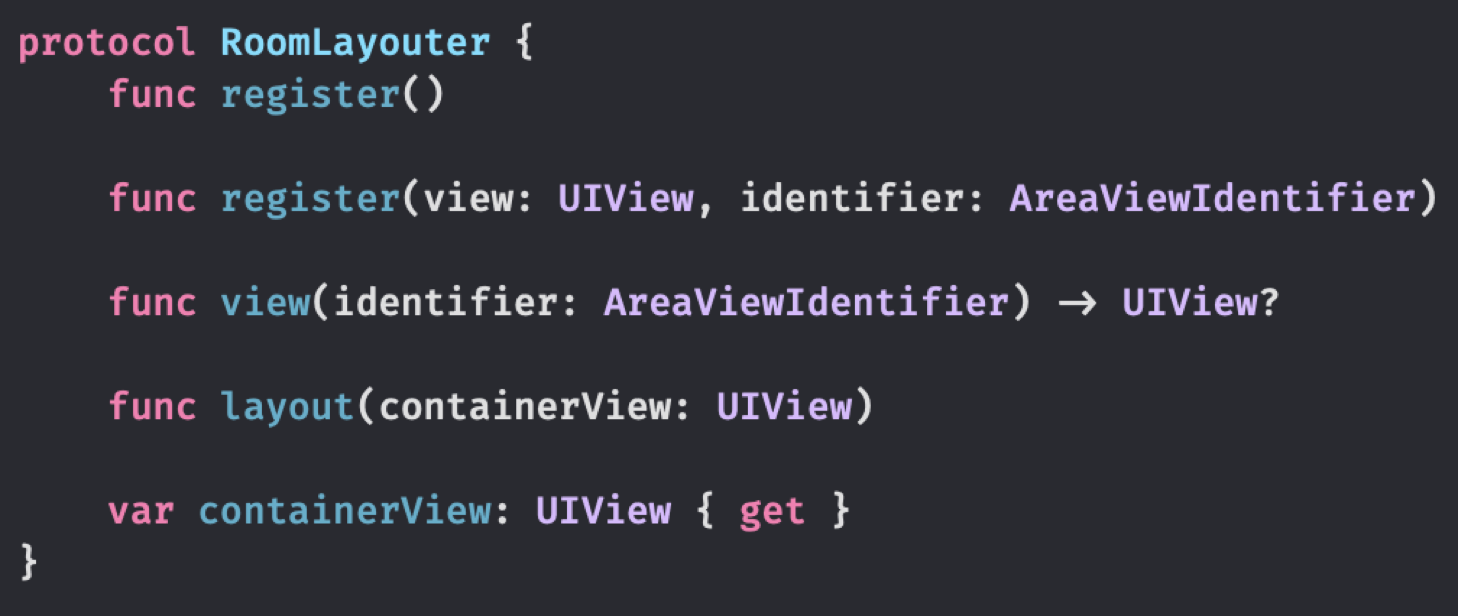 protocol RoomLayouter {
    func register()
    func register(view: UIView, identifier: AreaViewIdentifier)
    func view(identifier: AreaViewIdentifier) → UIView?
    func layout(containerView: UIView)
    var containerView: UIView { get }
}